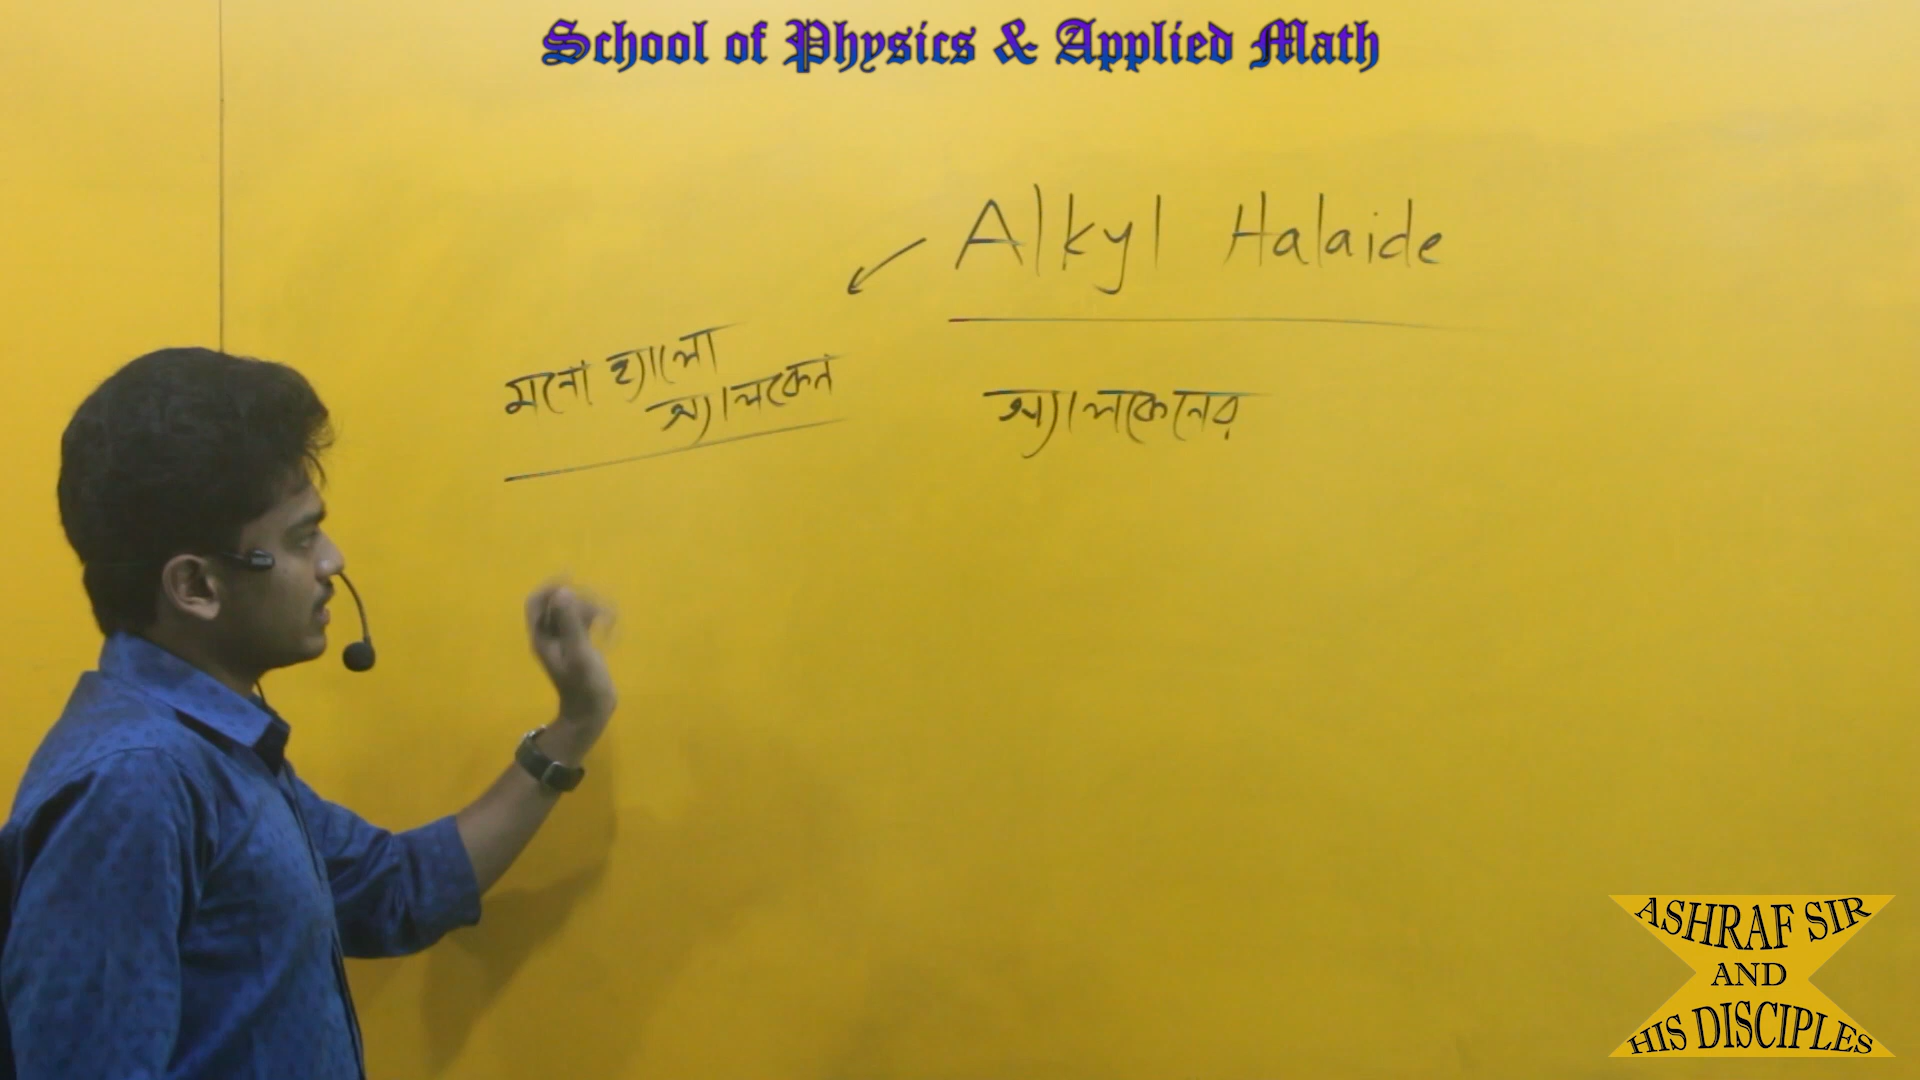 School of Physics & Applied Math
Alkyl Halaide
মনো হ্যালো
অ্যালকেন
অ্যালকেনের
ASHRAF SIR
AND
HIS DISCIPLES